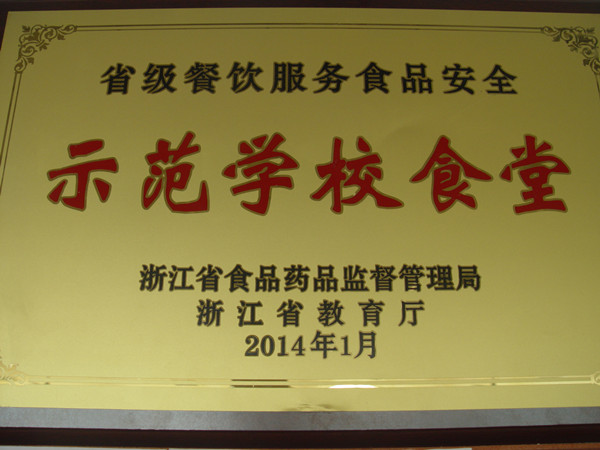 省级餐饮服务食品安全
示范学校食堂
浙江省食品药品监督管理局
浙江省教育厅
2014年1月